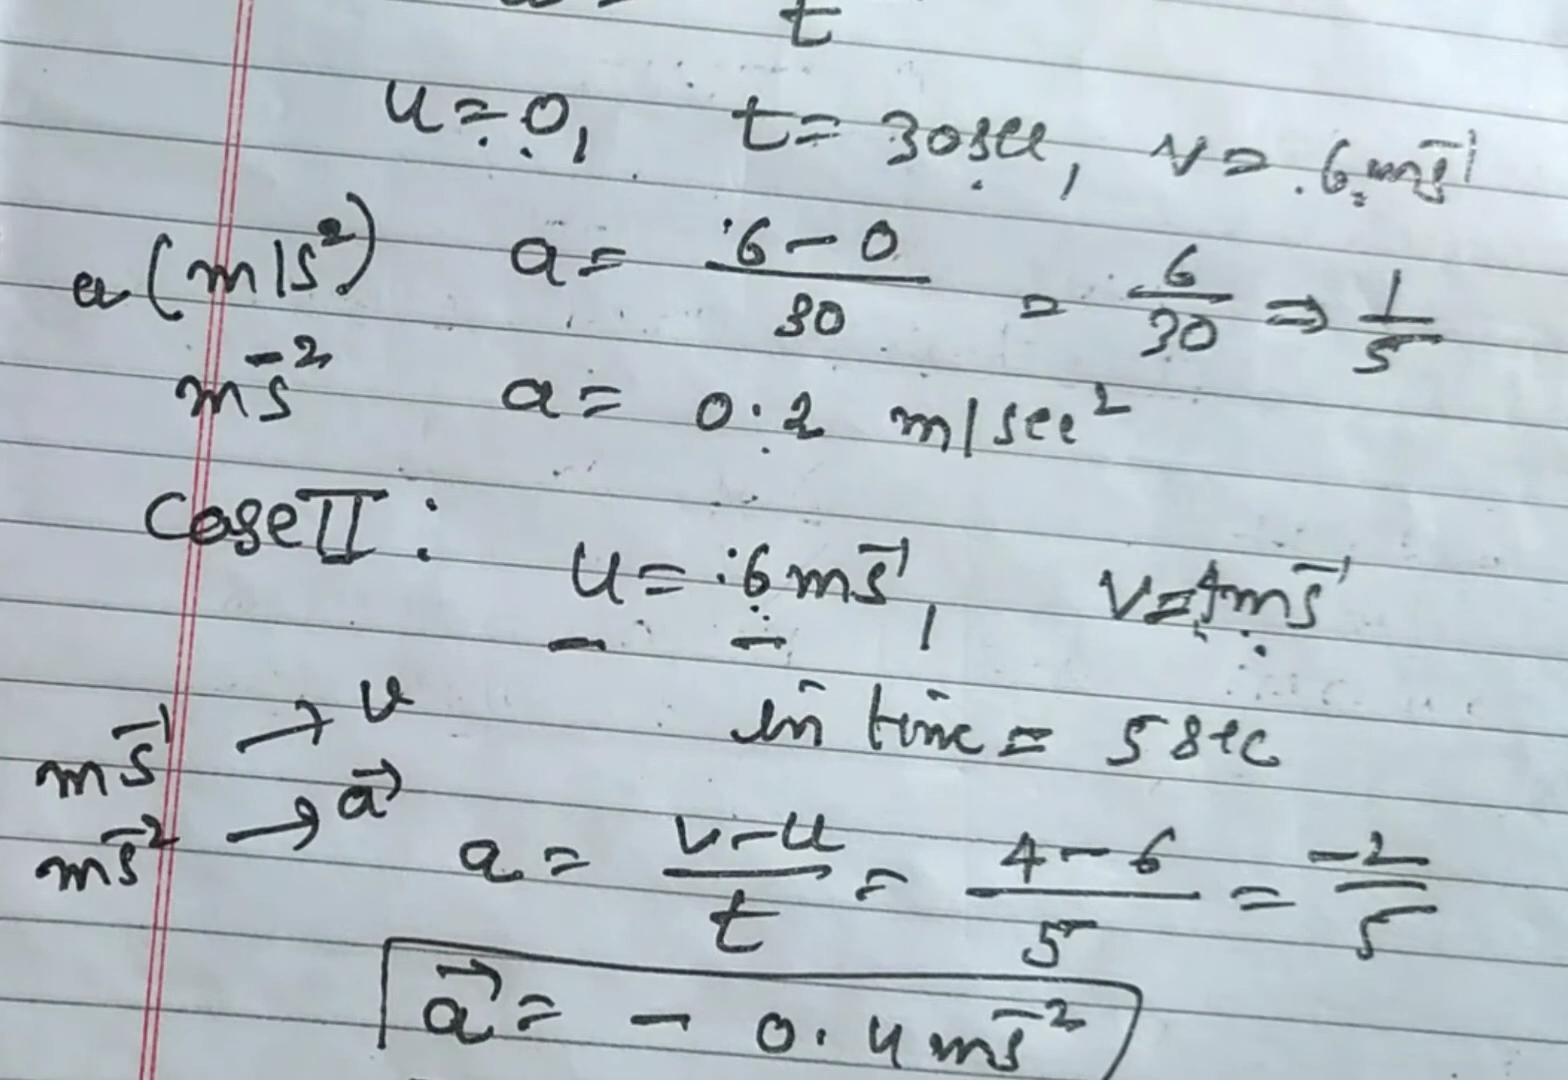 t
u = 0, t = 30 sec, v = 6 ms⁻¹
a (m/s²) a = 6 - 0 / 30 = 6/30 ⇒ 1/5
ms⁻² a = 0.2 m/sec²
Case II :
u = 6 ms⁻¹, v = 4 ms⁻¹
ms⁻¹ → v in time = 5 sec
ms⁻² → a⃗ a = v - u / t = 4 - 6 / 5 = -2/5
a⃗ = - 0.4 ms⁻²